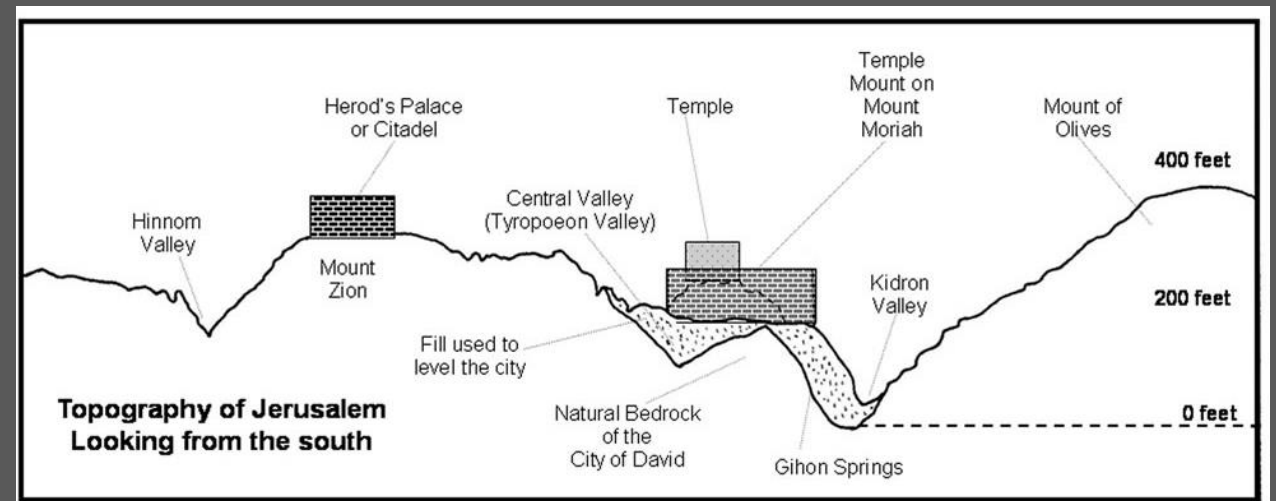 Herod's Palace
or Citadel
Temple
Temple
Mount on
Mount
Moriah
Mount of
Olives
400 feet
Hinnom
Valley
Central Valley
(Tyropoeon Valley)
Mount
Zion
Kidron
Valley
200 feet
Fill used to
level the city
Natural Bedrock
of the
City of David
Gihon Springs
0 feet
Topography of Jerusalem
Looking from the south